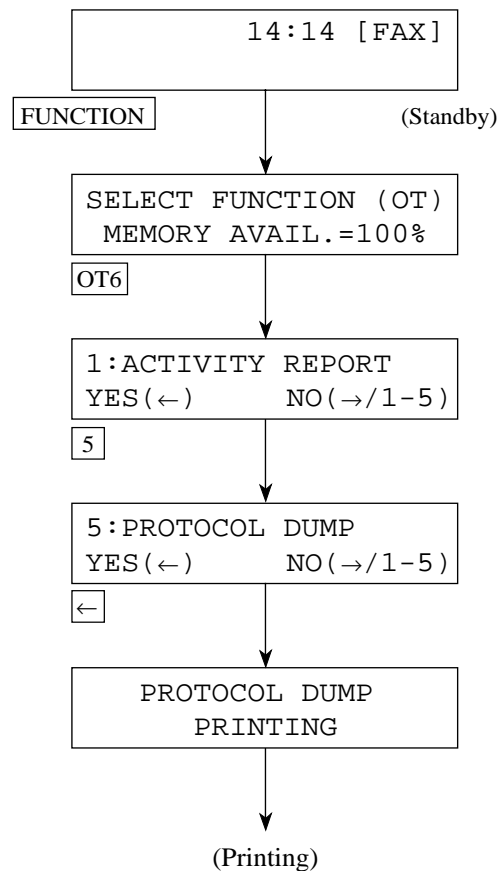 14:14 [FAX]
FUNCTION
(Standby)
SELECT FUNCTION (OT)
MEMORY AVAIL.=100%
OT6
1:ACTIVITY REPORT
YES(←) NO(→/1-5)
5
5:PROTOCOL DUMP
YES(←) NO(→/1-5)
←
PROTOCOL DUMP
PRINTING
(Printing)